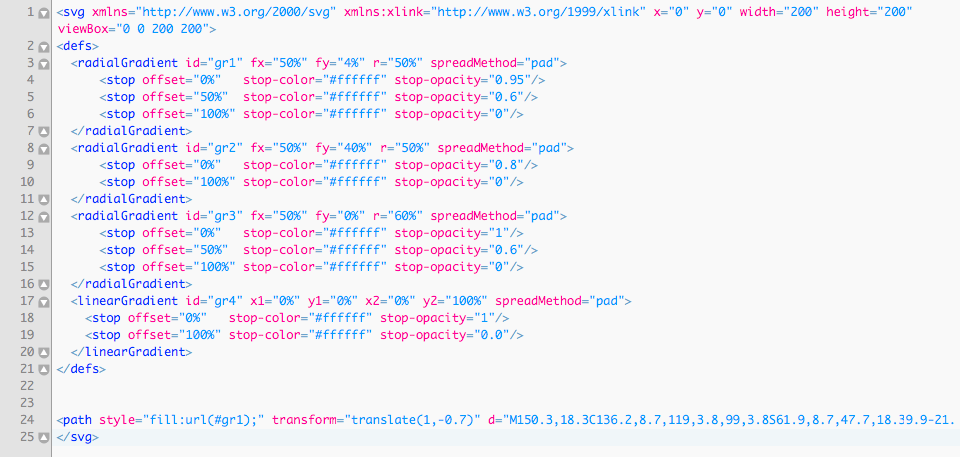 1 <svg xmlns="http://www.w3.org/2000/svg" xmlns:xlink="http://www.w3.org/1999/xlink" x="0" y="0" width="200" height="200"
viewBox="0 0 200 200">
2 <defs>
3 <radialGradient id="gr1" fx="50%" fy="4%" r="50%" spreadMethod="pad">
4 <stop offset="0%" stop-color="#ffffff" stop-opacity="0.95"/>
5 <stop offset="50%" stop-color="#ffffff" stop-opacity="0.6"/>
6 <stop offset="100%" stop-color="#ffffff" stop-opacity="0"/>
7 </radialGradient>
8 <radialGradient id="gr2" fx="50%" fy="40%" r="50%" spreadMethod="pad">
9 <stop offset="0%" stop-color="#ffffff" stop-opacity="0.8"/>
10 <stop offset="100%" stop-color="#ffffff" stop-opacity="0"/>
11 </radialGradient>
12 <radialGradient id="gr3" fx="50%" fy="0%" r="60%" spreadMethod="pad">
13 <stop offset="0%" stop-color="#ffffff" stop-opacity="1"/>
14 <stop offset="50%" stop-color="#ffffff" stop-opacity="0.6"/>
15 <stop offset="100%" stop-color="#ffffff" stop-opacity="0"/>
16 </radialGradient>
17 <linearGradient id="gr4" x1="0%" y1="0%" x2="0%" y2="100%" spreadMethod="pad">
18 <stop offset="0%" stop-color="#ffffff" stop-opacity="1"/>
19 <stop offset="100%" stop-color="#ffffff" stop-opacity="0.0"/>
20 </linearGradient>
21 </defs>
22
23
24 <path style="fill:url(#gr1);" transform="translate(1,-0.7)" d="M150.3,18.3C136.2,8.7,119,3.8,99,3.8S61.9,8.7,47.7,18.39.9-21.
25 </svg>